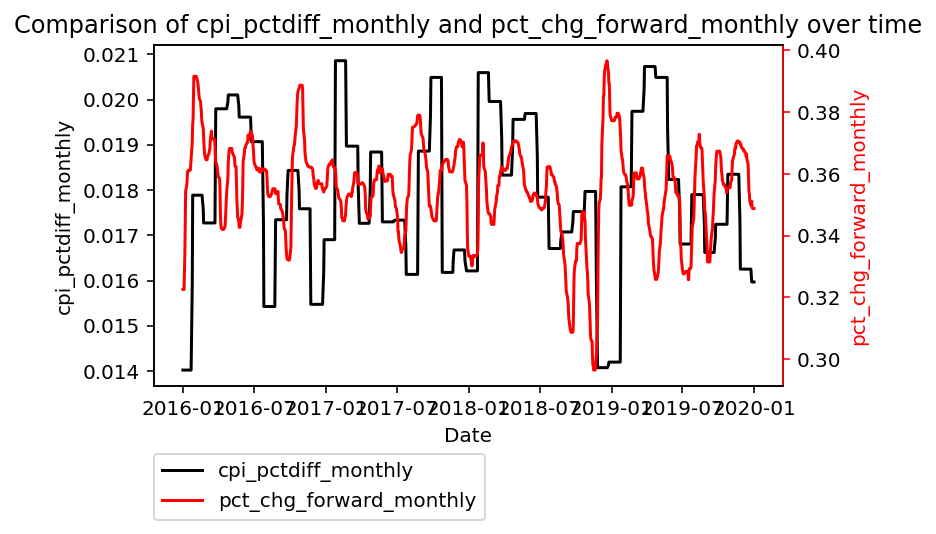 Comparison of cpi_pctdiff_monthly and pct_chg_forward_monthly over time
0.021
0.020
0.019
0.018
0.017
0.016
0.015
0.014
cpi_pctdiff_monthly
0.40
0.38
0.36
0.34
0.32
0.30
pct_chg_forward_monthly
2016-01 2016-07 2017-01 2017-07 2018-01 2018-07 2019-01 2019-07 2020-01
Date
cpi_pctdiff_monthly
pct_chg_forward_monthly